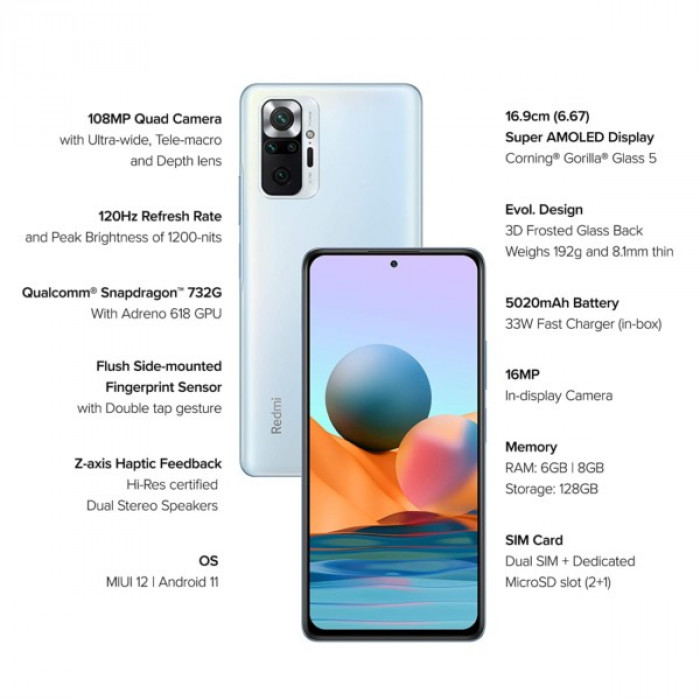 108MP Quad Camera
with Ultra-wide, Tele-macro
and Depth lens
120Hz Refresh Rate
and Peak Brightness of 1200-nits
Qualcomm® Snapdragon™ 732G
With Adreno 618 GPU
Flush Side-mounted
Fingerprint Sensor
with Double tap gesture
Z-axis Haptic Feedback
Hi-Res certified
Dual Stereo Speakers
OS
MIUI 12 | Android 11
Redmi
16.9cm (6.67)
Super AMOLED Display
Corning® Gorilla® Glass 5
Evol. Design
3D Frosted Glass Back
Weighs 192g and 8.1mm thin
5020mAh Battery
33W Fast Charger (in-box)
16MP
In-display Camera
Memory
RAM: 6GB | 8GB
Storage: 128GB
SIM Card
Dual SIM + Dedicated
MicroSD slot (2+1)